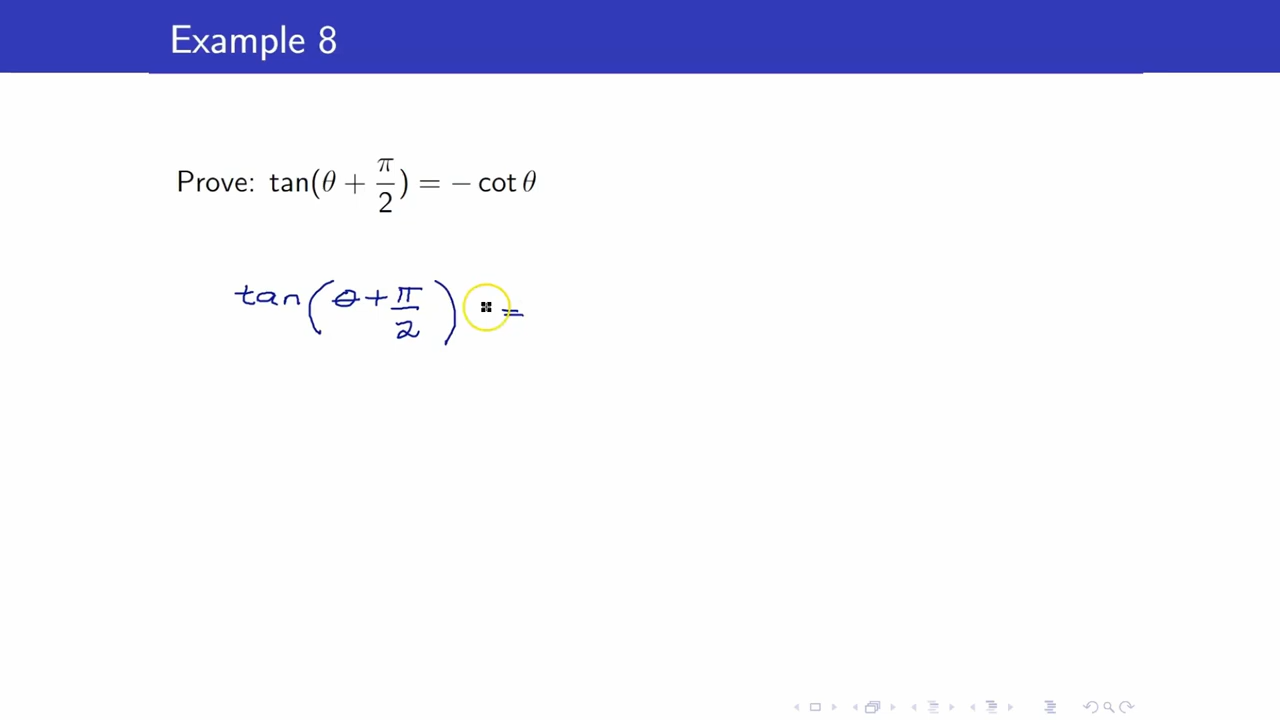 Example 8
Prove: tan(θ + π/2) = − cot θ
tan(θ + π/2) =